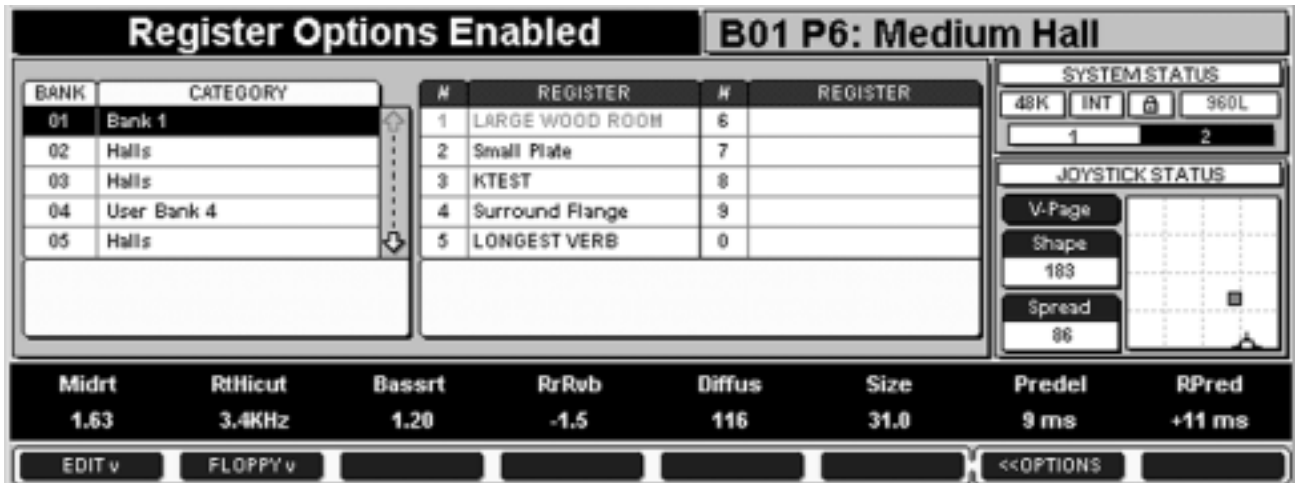 Register Options Enabled B01 P6: Medium Hall
SYSTEM STATUS
48K INT 960L
1 2
BANK CATEGORY
01 Bank 1
02 Halls
03 Halls
04 User Bank 4
05 Halls
N REGISTER N REGISTER
1 LARGE WOOD ROOM 6
2 Small Plate 7
3 KTEST 8
4 Surround Flange 9
5 LONGEST VERB 0
JOYSTICK STATUS
V-Page
Shape
183
Spread
86
Midrt RtHicut Bassrt RrRvb Diffus Size Predel RPred
1.63 3.4KHz 1.20 -1.5 116 31.0 9 ms +11 ms
EDIT v FLOPPY v <<OPTIONS